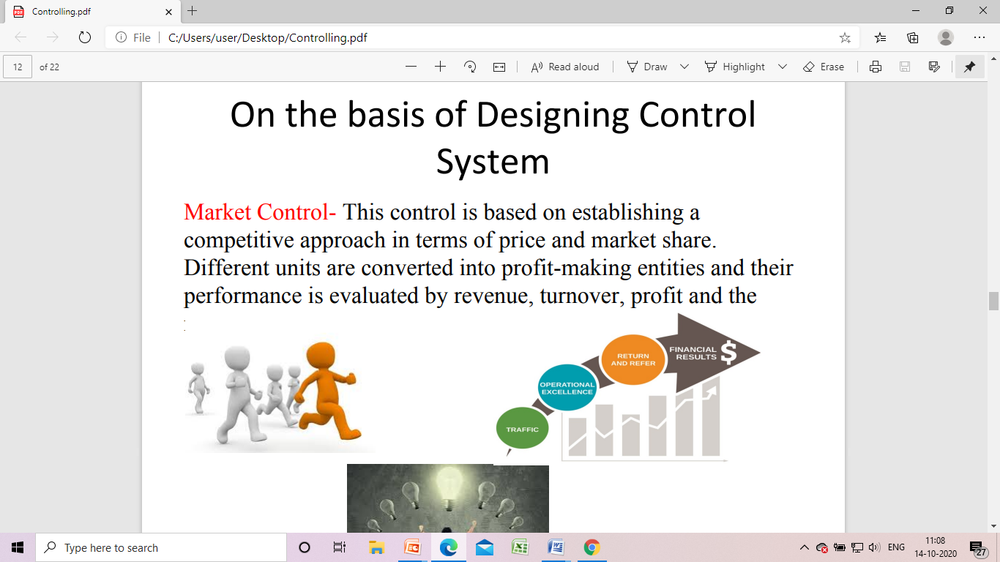 Controlling.pdf
File
C:/Users/user/Desktop/Controlling.pdf
12
of 22
Read aloud
Draw
Highlight
Erase
On the basis of Designing Control
System
Market Control- This control is based on establishing a
competitive approach in terms of price and market share.
Different units are converted into profit-making entities and their
performance is evaluated by revenue, turnover, profit and the
FINANCIAL
RESULTS $
RETURN
AND REFER
OPERATIONAL
EXCELLENCE
TRAFFIC
Type here to search
ENG
11:08
14-10-2020
27